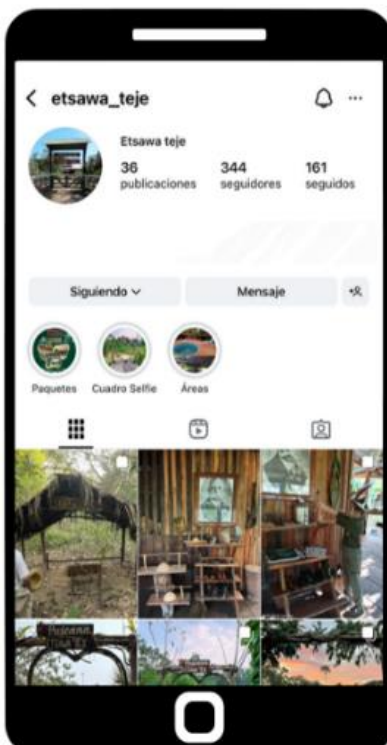 etsawa_teje
Etsawa teje
36 344 161
publicaciones seguidores seguidos
Siguiendo Mensaje
Paquetes Cuadro Selfie Áreas